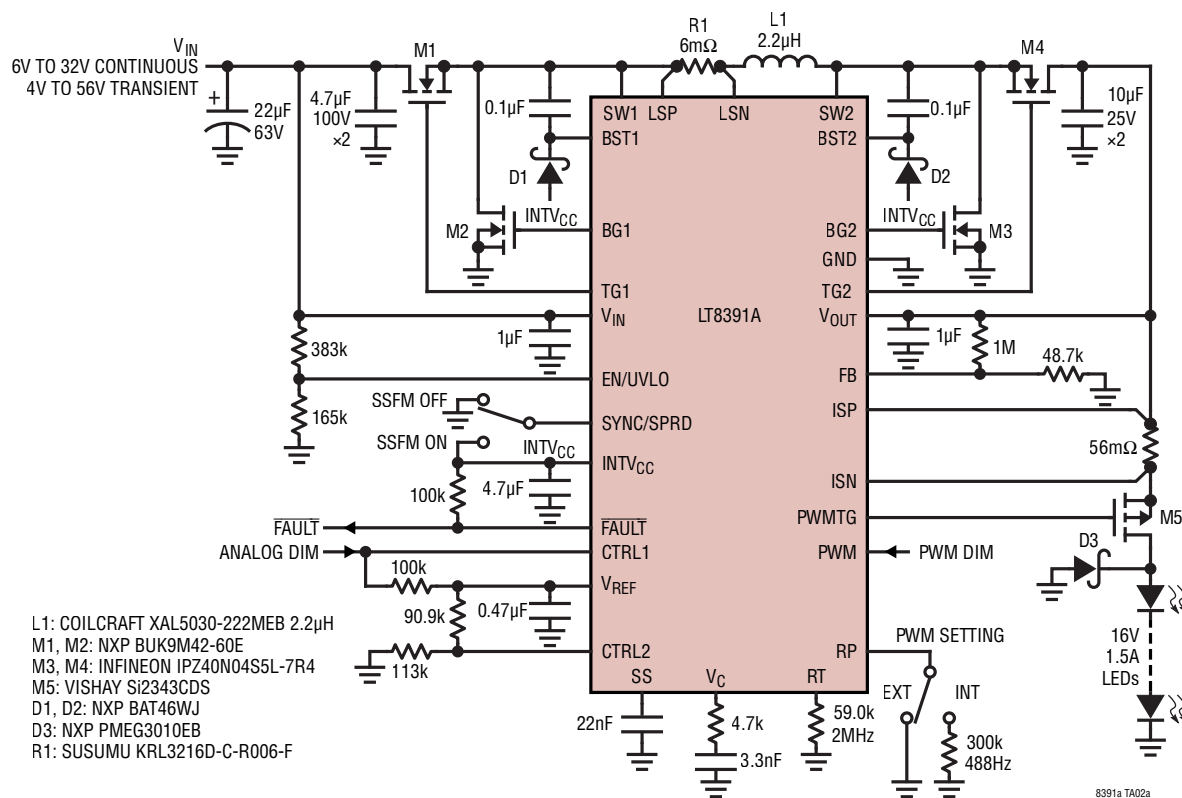 VIN
6V TO 32V CONTINUOUS
4V TO 56V TRANSIENT
+
22µF
63V
4.7µF
100V
×2
M1
0.1µF
D1
INTVCC
M2
R1
6mΩ
L1
2.2µH
M4
0.1µF
D2
INTVCC
M3
10µF
25V
×2
SW1
LSP
LSN
SW2
BST1
BST2
BG1
BG2
GND
TG1
TG2
VIN
LT8391A
VOUT
1µF
1µF
1M
48.7k
383k
165k
EN/UVLO
FB
SSFM OFF
SSFM ON
SYNC/SPRD
ISP
INTVCC
INTVCC
56mΩ
100k
4.7µF
ISN
FAULT
FAULT
PWMTG
M5
ANALOG DIM
CTRL1
PWM
PWM DIM
D3
100k
VREF
90.9k
0.47µF
113k
CTRL2
RP
PWM SETTING
16V
1.5A
LEDs
SS
VC
RT
EXT
INT
22nF
4.7k
3.3nF
59.0k
2MHz
300k
488Hz
L1: COILCRAFT XAL5030-222MEB 2.2µH
M1, M2: NXP BUK9M42-60E
M3, M4: INFINEON IPZ40N04S5L-7R4
M5: VISHAY Si2343CDS
D1, D2: NXP BAT46WJ
D3: NXP PMEG3010EB
R1: SUSUMU KRL3216D-C-R006-F
8391a TA02a